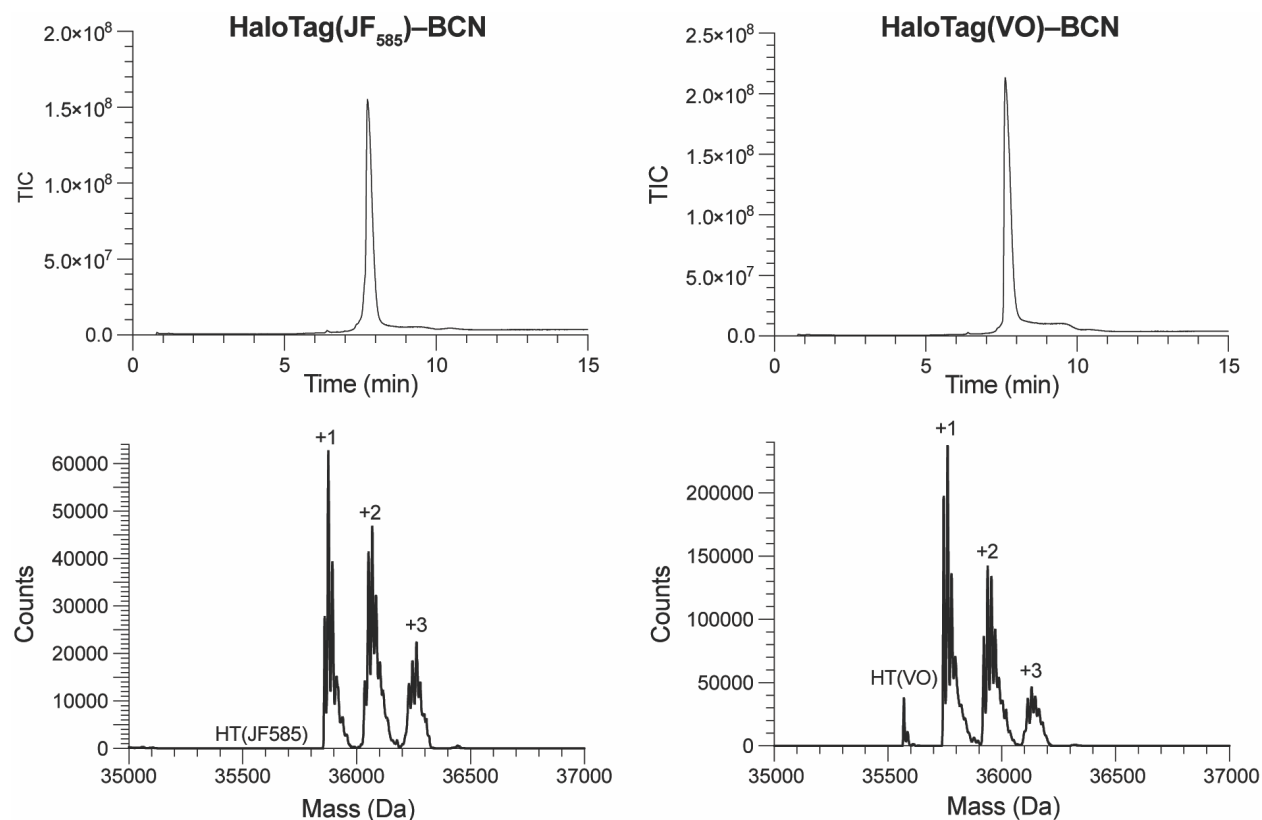 HaloTag(JF585)–BCN
2.0×10⁸
1.5×10⁸
1.0×10⁸
5.0×10⁷
0.0
TIC
0 5 10 15
Time (min)
HaloTag(VO)–BCN
2.5×10⁸
2.0×10⁸
1.5×10⁸
1.0×10⁸
5.0×10⁷
0.0
TIC
0 5 10 15
Time (min)
+1
+2
+3
HT(JF585)
60000
50000
40000
30000
20000
10000
0
Counts
35000 35500 36000 36500 37000
Mass (Da)
+1
+2
+3
HT(VO)
200000
150000
100000
50000
0
Counts
35000 35500 36000 36500 37000
Mass (Da)